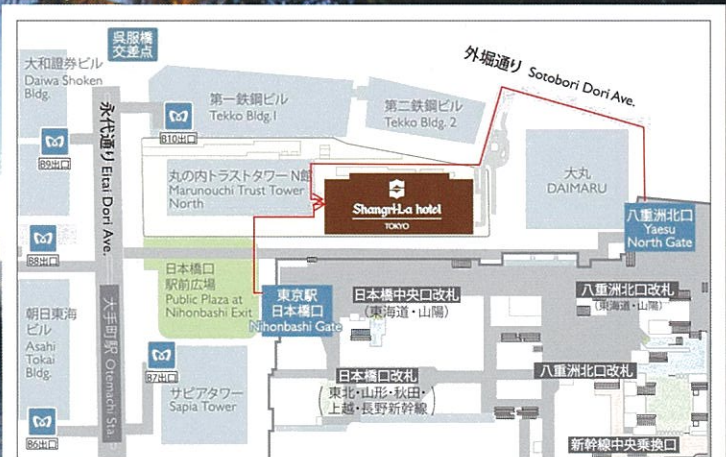 呉服橋
交差点
大和證券ビル
Daiwa Shoken
Bldg.
外堀通り Sotobori Dori Ave.
第一鉄鋼ビル
Tekko Bldg.1
第二鉄鋼ビル
Tekko Bldg. 2
B10出口
永代通り Eitai Dori Ave.
B9出口
丸の内トラストタワー N館
Marunouchi Trust Tower
North
Shangri-La hotel
TOKYO
大丸
DAIMARU
八重洲北口
Yaesu
North Gate
B8出口
日本橋口
駅前広場
Public Plaza at
Nihonbashi Exit
東京駅
日本橋口
Nihonbashi Gate
日本橋中央口改札
(東海道・山陽)
八重洲北口改札
(東海道・山陽)
朝日東海
ビル
Asahi
Tokai
Bldg.
大手町駅 Otemachi Sta.
B7出口
サピアタワー
Sapia Tower
日本橋口改札
(東北・山形・秋田・
上越・長野新幹線)
八重洲北口改札
B6出口
新幹線中央乗換口